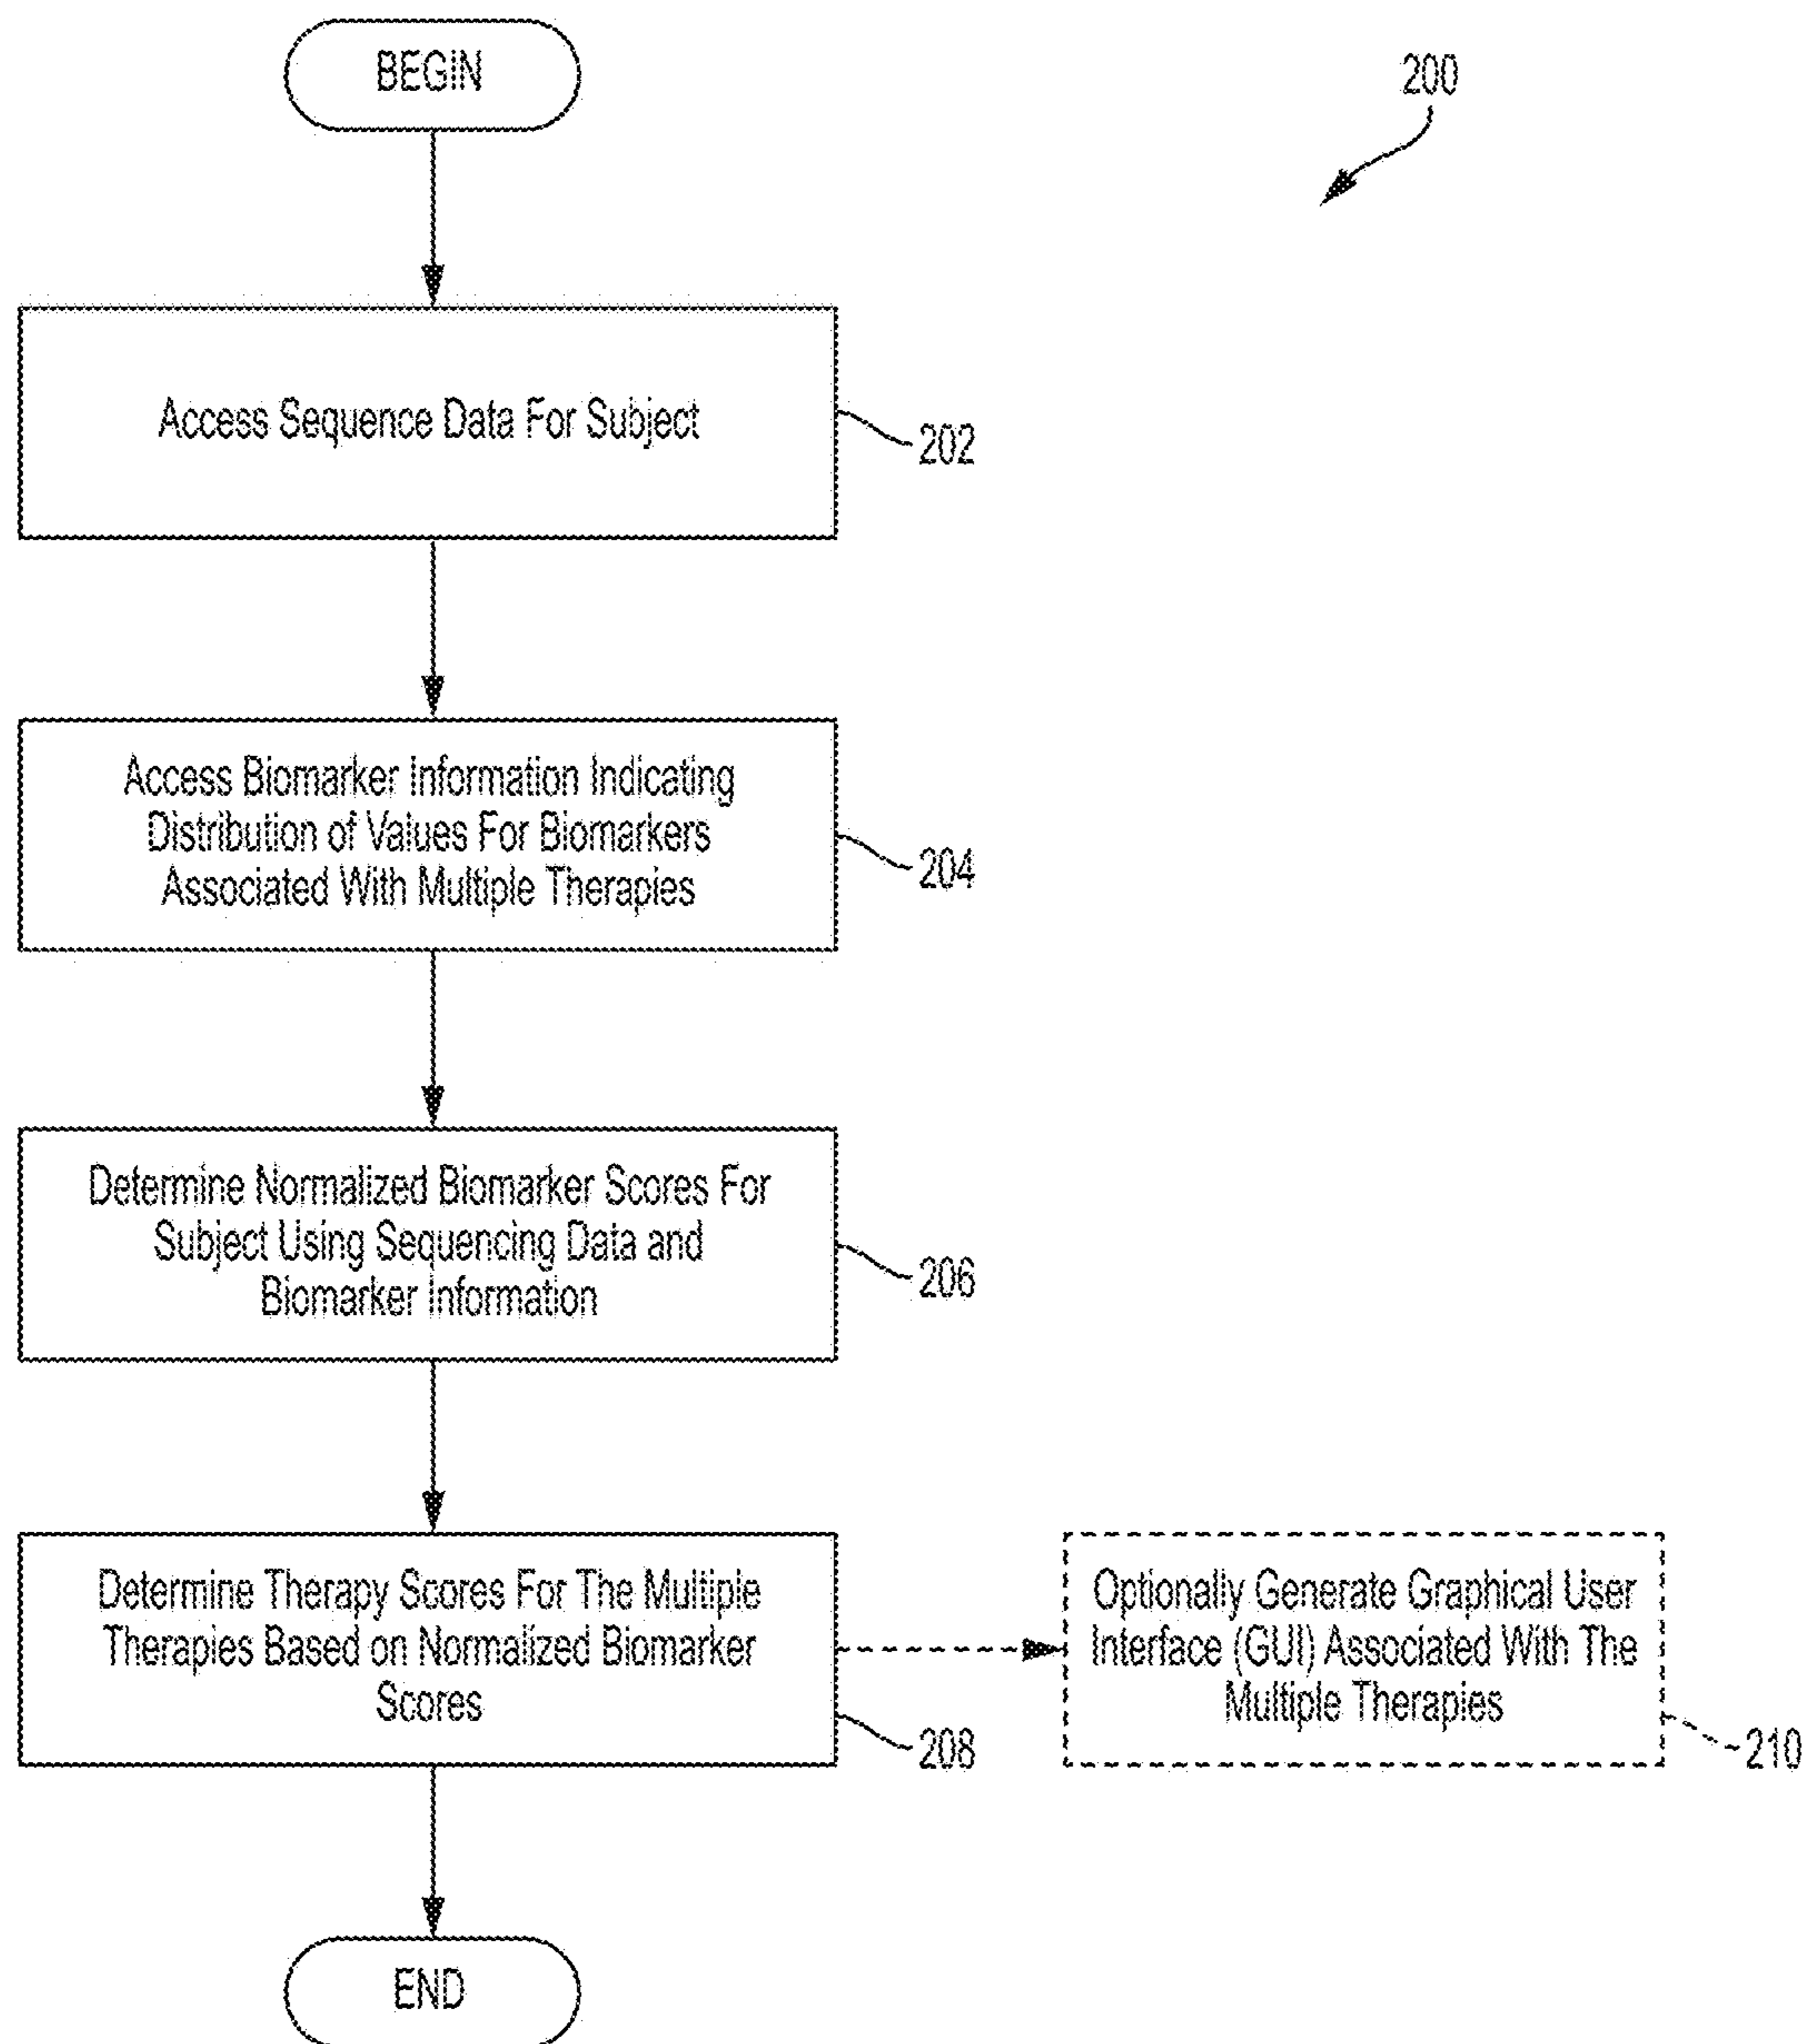 BEGIN
200
Access Sequence Data For Subject
202
Access Biomarker Information Indicating
Distribution of Values For Biomarkers
Associated With Multiple Therapies
204
Determine Normalized Biomarker Scores For
Subject Using Sequencing Data and
Biomarker Information
206
Determine Therapy Scores For The Multiple
Therapies Based on Normalized Biomarker
Scores
208
Optionally Generate Graphical User
Interface (GUI) Associated With The
Multiple Therapies
210
END